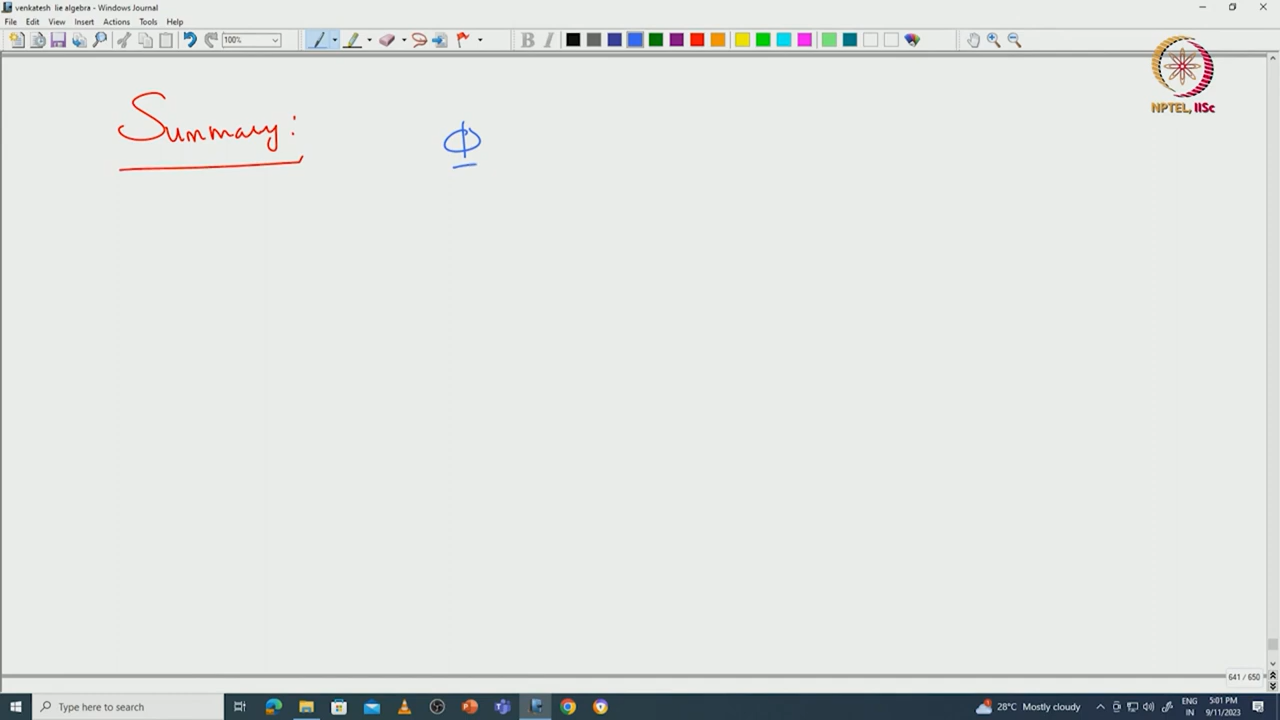 venkatesh lie algebra - Windows Journal
File Edit View Insert Actions Tools Help
100%
B I
NPTEL, IISc
Summary: Φ
641 / 650
Type here to search
28°C Mostly cloudy
ENG
IN
5:01 PM
9/11/2023